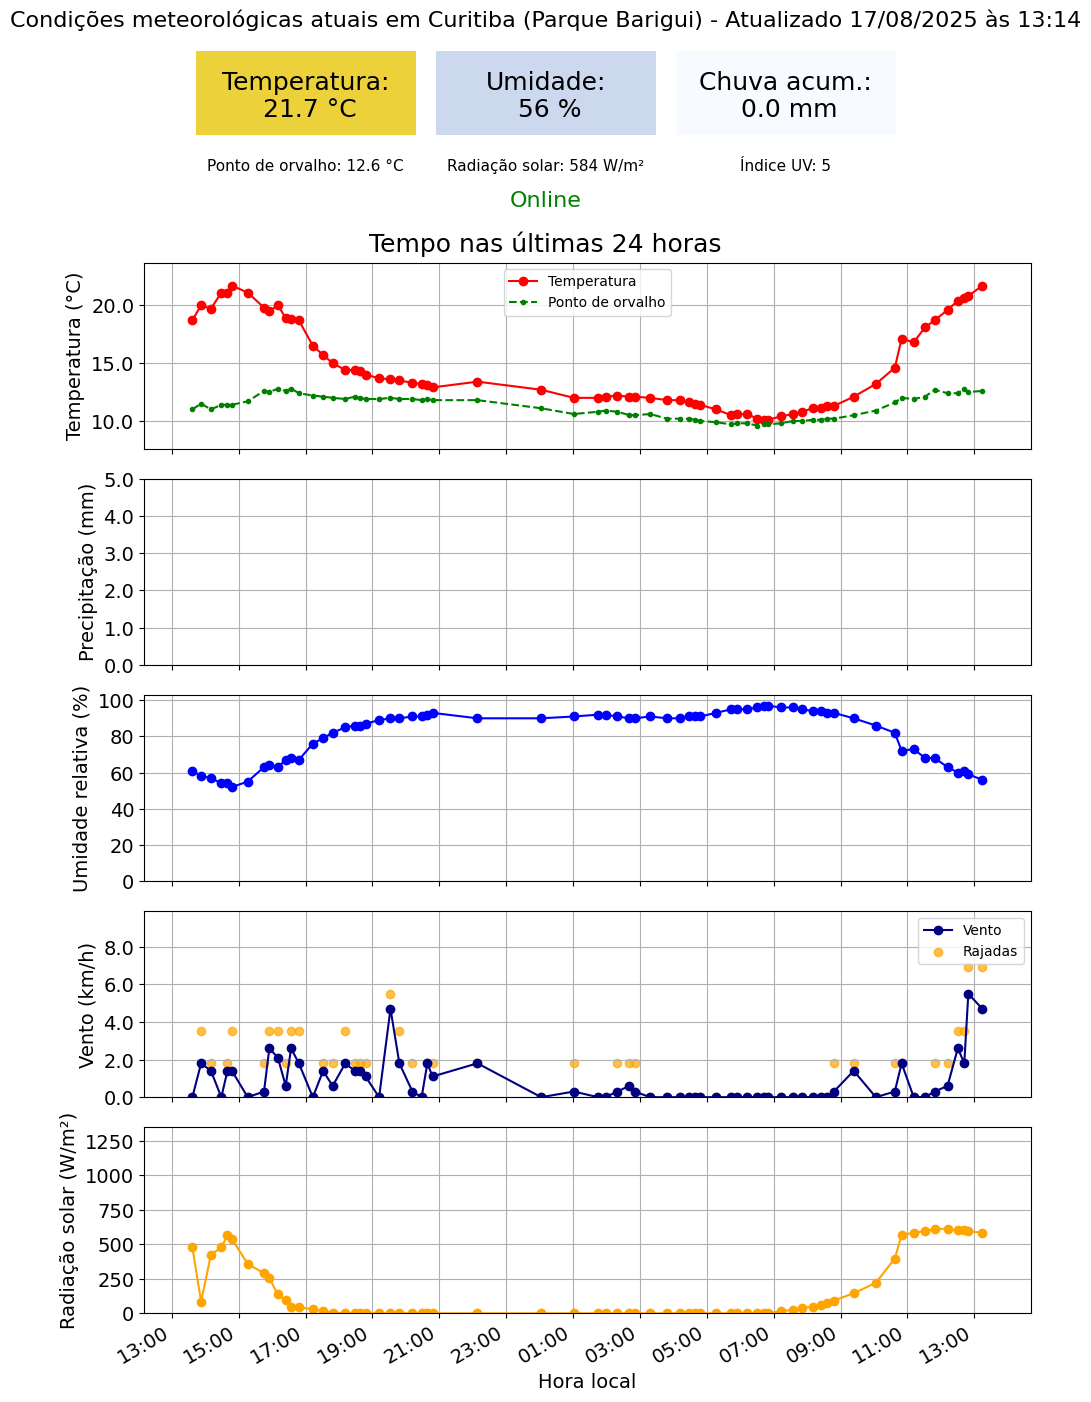 Condições meteorológicas atuais em Curitiba (Parque Barigui) - Atualizado 17/08/2025 às 13:14
Temperatura:
21.7 °C
Umidade:
56 %
Chuva acum.:
0.0 mm
Ponto de orvalho: 12.6 °C
Radiação solar: 584 W/m²
Índice UV: 5
Online
Tempo nas últimas 24 horas
Temperatura (°C)
20.0
15.0
10.0
Temperatura
Ponto de orvalho
Precipitação (mm)
5.0
4.0
3.0
2.0
1.0
0.0
Umidade relativa (%)
100
80
60
40
20
0
Vento (km/h)
8.0
6.0
4.0
2.0
0.0
Vento
Rajadas
Radiação solar (W/m²)
1250
1000
750
500
250
0
13:00
15:00
17:00
19:00
21:00
23:00
01:00
03:00
05:00
07:00
09:00
11:00
13:00
Hora local